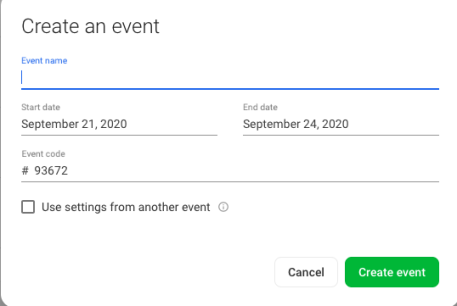 Create an event
Event name
Start date
End date
September 21, 2020
September 24, 2020
Event code
# 93672
Use settings from another event
Cancel
Create event